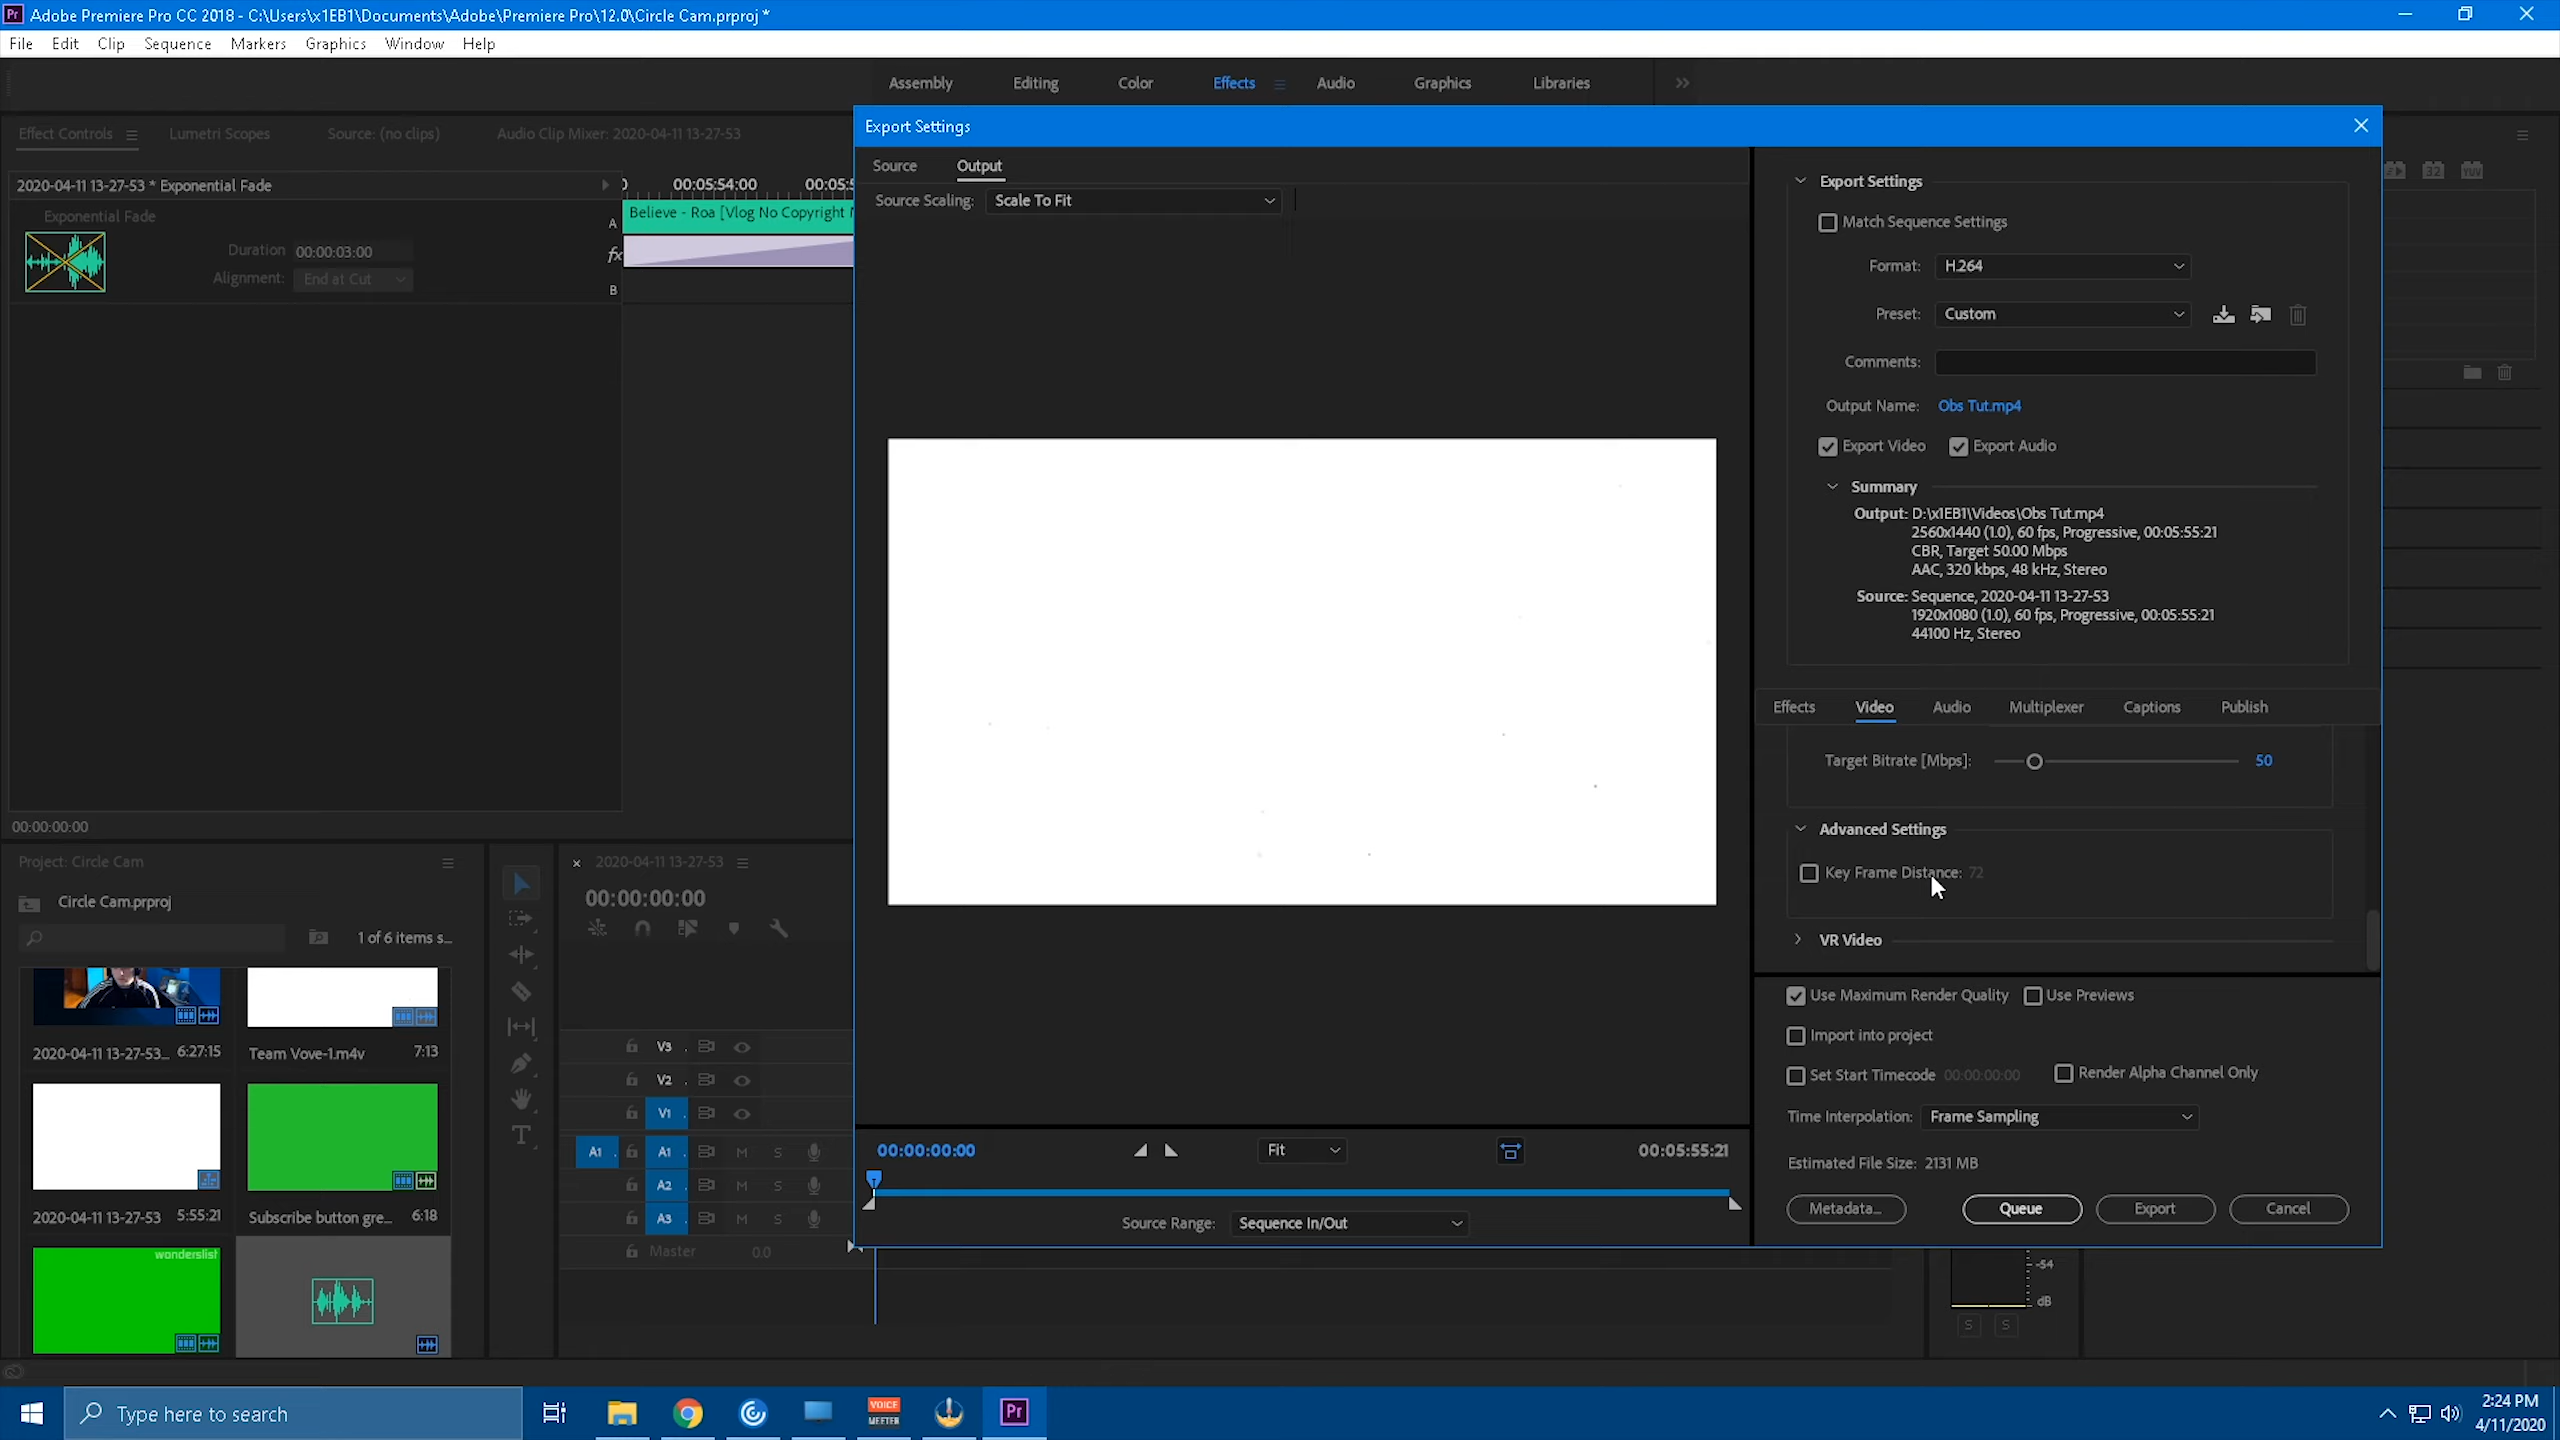 Adobe Premiere Pro CC 2018 - C:\Users\x1EB1\Documents\Adobe\Premiere Pro\12.0\Circle Cam.prproj *
File Edit Clip Sequence Markers Graphics Window Help
Assembly Editing Color Effects Audio Graphics Libraries
Effect Controls Lumetri Scopes Source: (no clips) Audio Clip Mixer: 2020-04-11 13-27-53
2020-04-11 13-27-53 * Exponential Fade
00:05:54:00 00:05:5
Exponential Fade
Duration 00:00:03:00
Alignment: End at Cut
A Believe - Roa [Vlog No Copyright
fx
B
00:00:00:00
Export Settings
Source Output
Source Scaling: Scale To Fit
Export Settings
Match Sequence Settings
Format: H.264
Preset: Custom
Comments:
Output Name: Obs Tut.mp4
Export Video Export Audio
Summary
Output: D:\x1EB1\Videos\Obs Tut.mp4
2560x1440 (1.0), 60 fps, Progressive, 00:05:55:21
CBR, Target 50.00 Mbps
AAC, 320 kbps, 48 kHz, Stereo
Source: Sequence, 2020-04-11 13-27-53
1920x1080 (1.0), 60 fps, Progressive, 00:05:55:21
44100 Hz, Stereo
Effects Video Audio Multiplexer Captions Publish
Target Bitrate [Mbps]: 50
Advanced Settings
Key Frame Distance: 72
VR Video
Use Maximum Render Quality Use Previews
Import into project
Set Start Timecode 00:00:00:00 Render Alpha Channel Only
Time Interpolation: Frame Sampling
Estimated File Size: 2131 MB
Metadata... Queue Export Cancel
00:00:00:00 Fit 00:05:55:21
Source Range: Sequence In/Out
Project: Circle Cam
Circle Cam.prproj
1 of 6 items s...
2020-04-11 13-27-53... 6:27:15
Team Vove-1.m4v 7:13
2020-04-11 13-27-53 5:55:21
Subscribe button gre... 6:18
wonderslist
× 2020-04-11 13-27-53
00:00:00:00
V3
V2
V1
A1 A1 M S
A2 M S
A3 M S
Master 0.0
-54
dB
S S
Type here to search
VOICE
MEETER
Pr
2:24 PM
4/11/2020